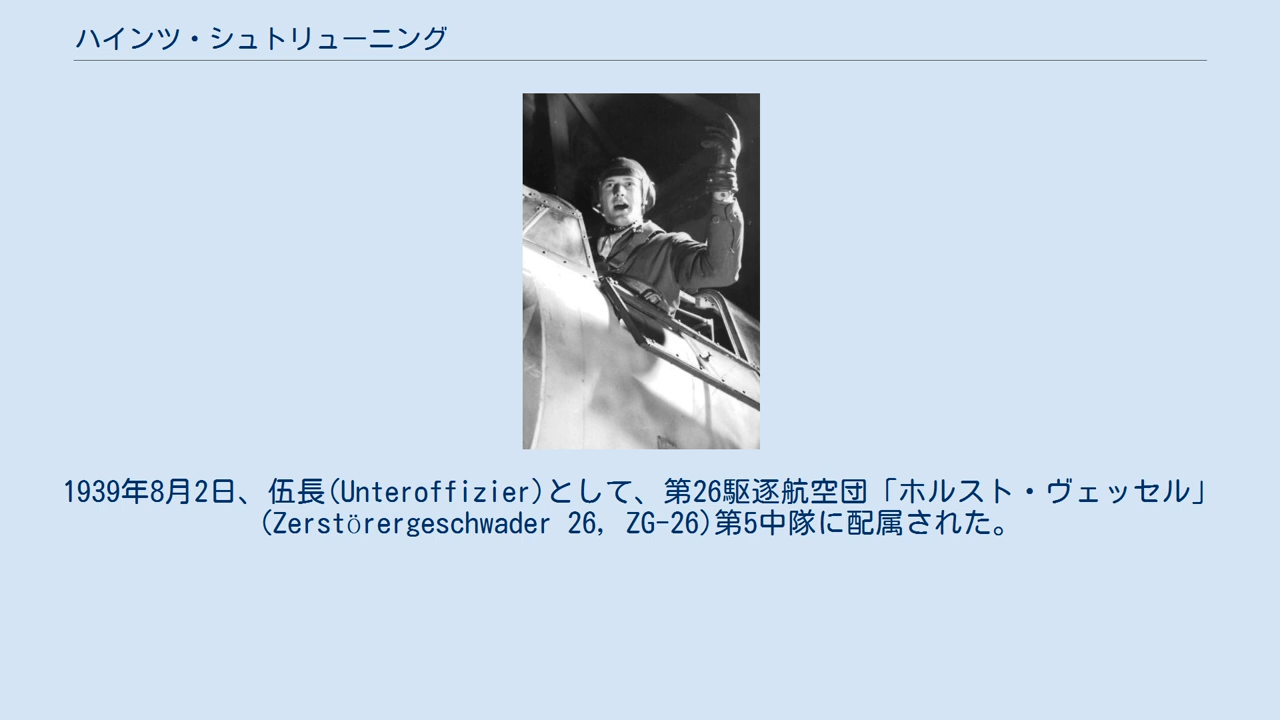 ハインツ・シュトリューニング
1939年8月2日、伍長(Unteroffizier)として、第26駆逐航空団「ホルスト・ヴェッセル」
(Zerstörergeschwader 26, ZG-26)第5中隊に配属された。